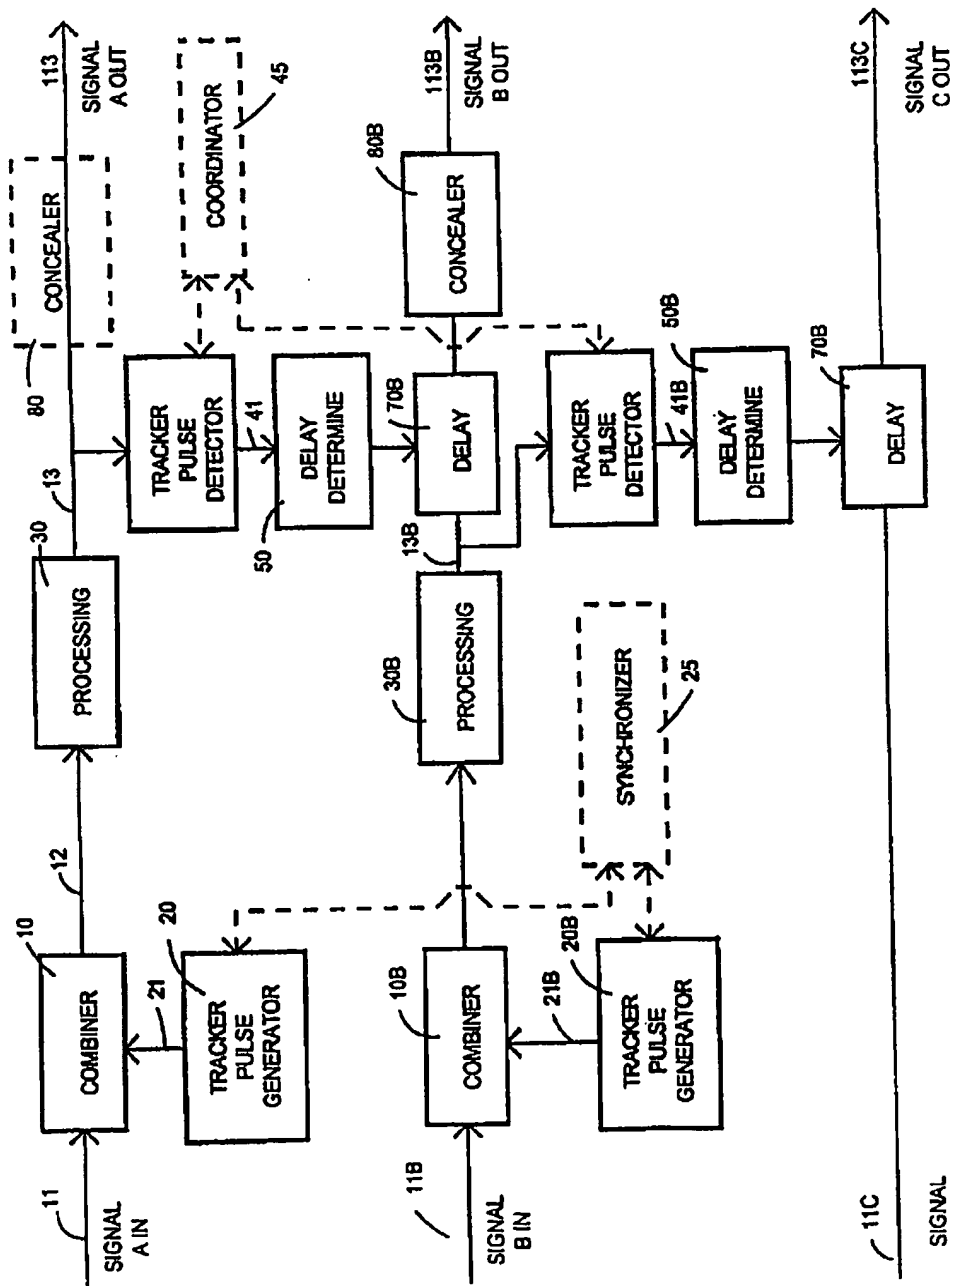 11
SIGNAL
A IN
10
COMBINER
12
30
PROCESSING
13
80
CONCEALER
113
SIGNAL
A OUT
21
20
TRACKER
PULSE
GENERATOR
TRACKER
PULSE
DETECTOR
COORDINATOR
45
41
DELAY
DETERMINE
50
11B
SIGNAL
B IN
COMBINER
10B
PROCESSING
30B
13B
DELAY
70B
CONCEALER
80B
113B
SIGNAL
B OUT
21B
20B
TRACKER
PULSE
GENERATOR
SYNCHRONIZER
25
TRACKER
PULSE
DETECTOR
41B
DELAY
DETERMINE
50B
11C
SIGNAL
DELAY
70B
113C
SIGNAL
C OUT